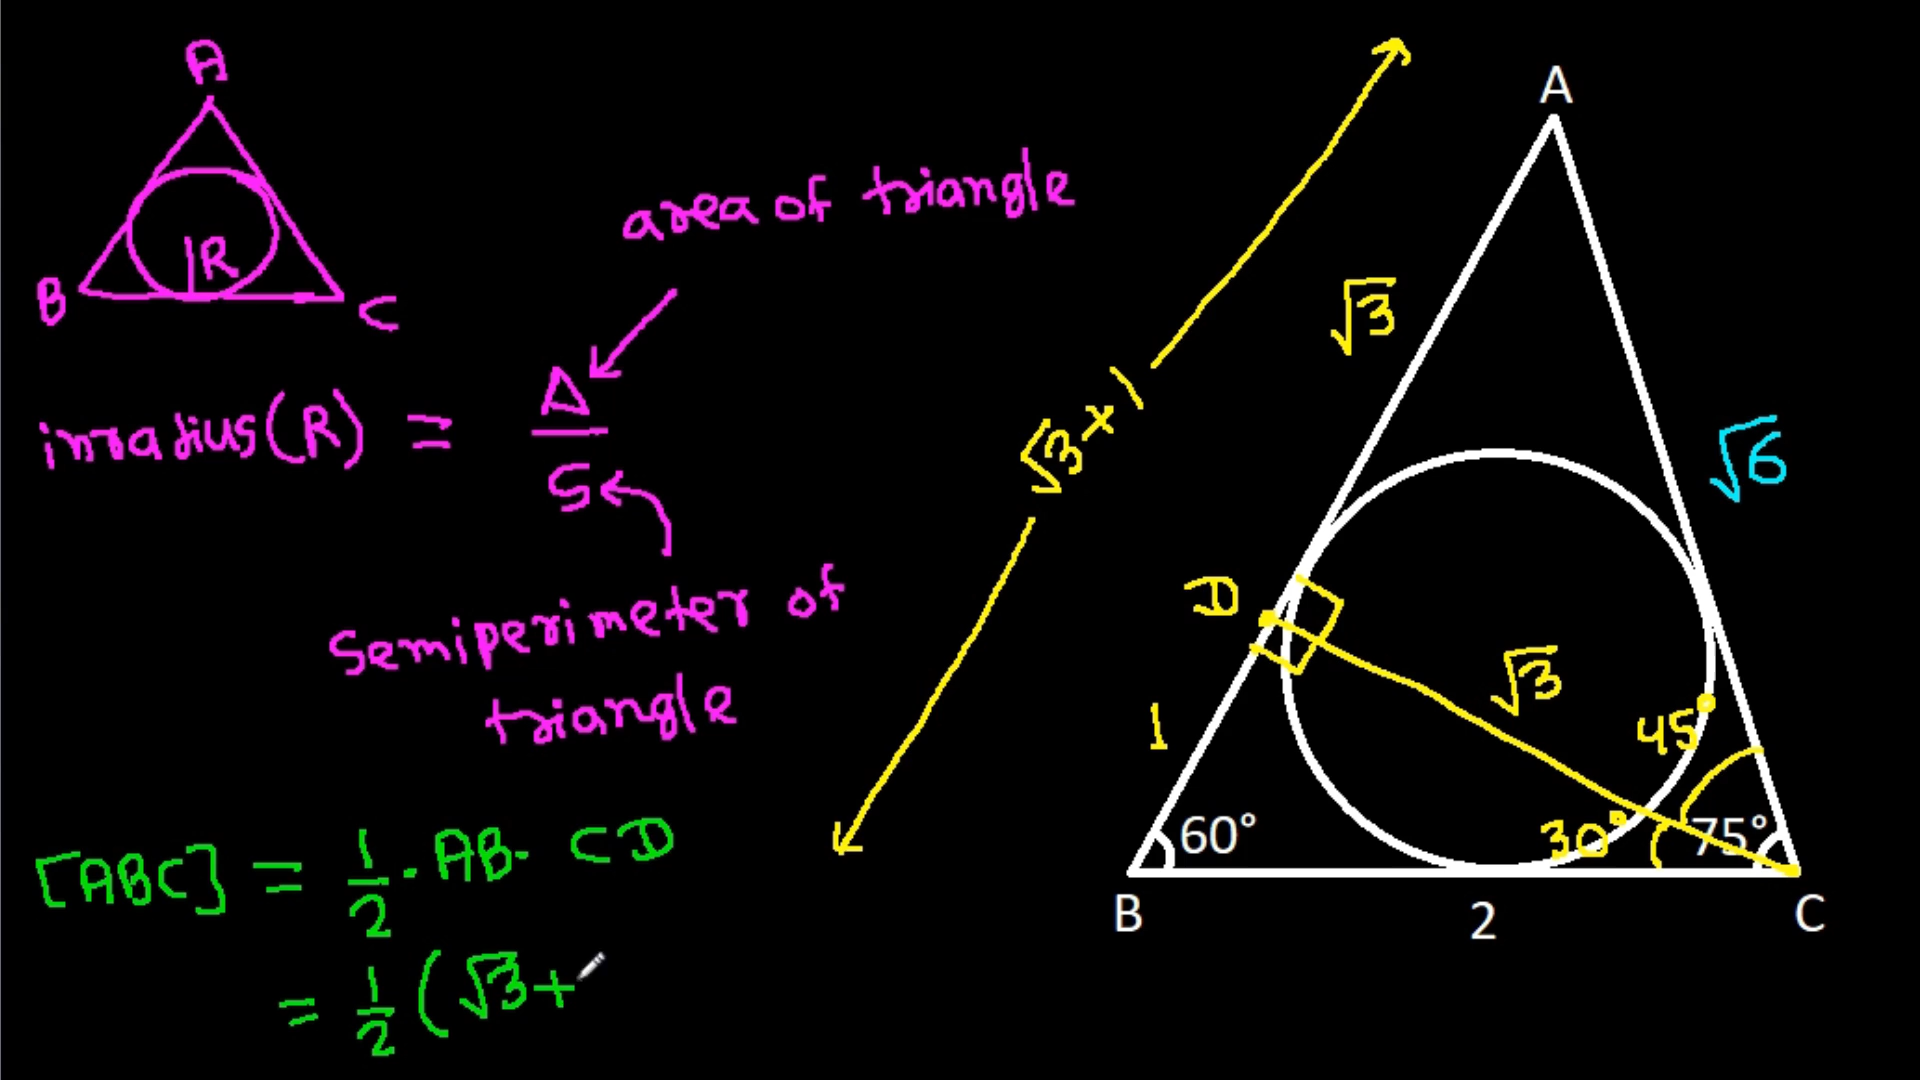 A
B
C
R
inradius(R) = Δ/S
area of triangle
Semiperimeter of
triangle
[ABC] = 1/2 · AB · CD
= 1/2 (√3+
√3+1
A
√3
√6
D
√3
1
45
60°
30°
75°
B
2
C